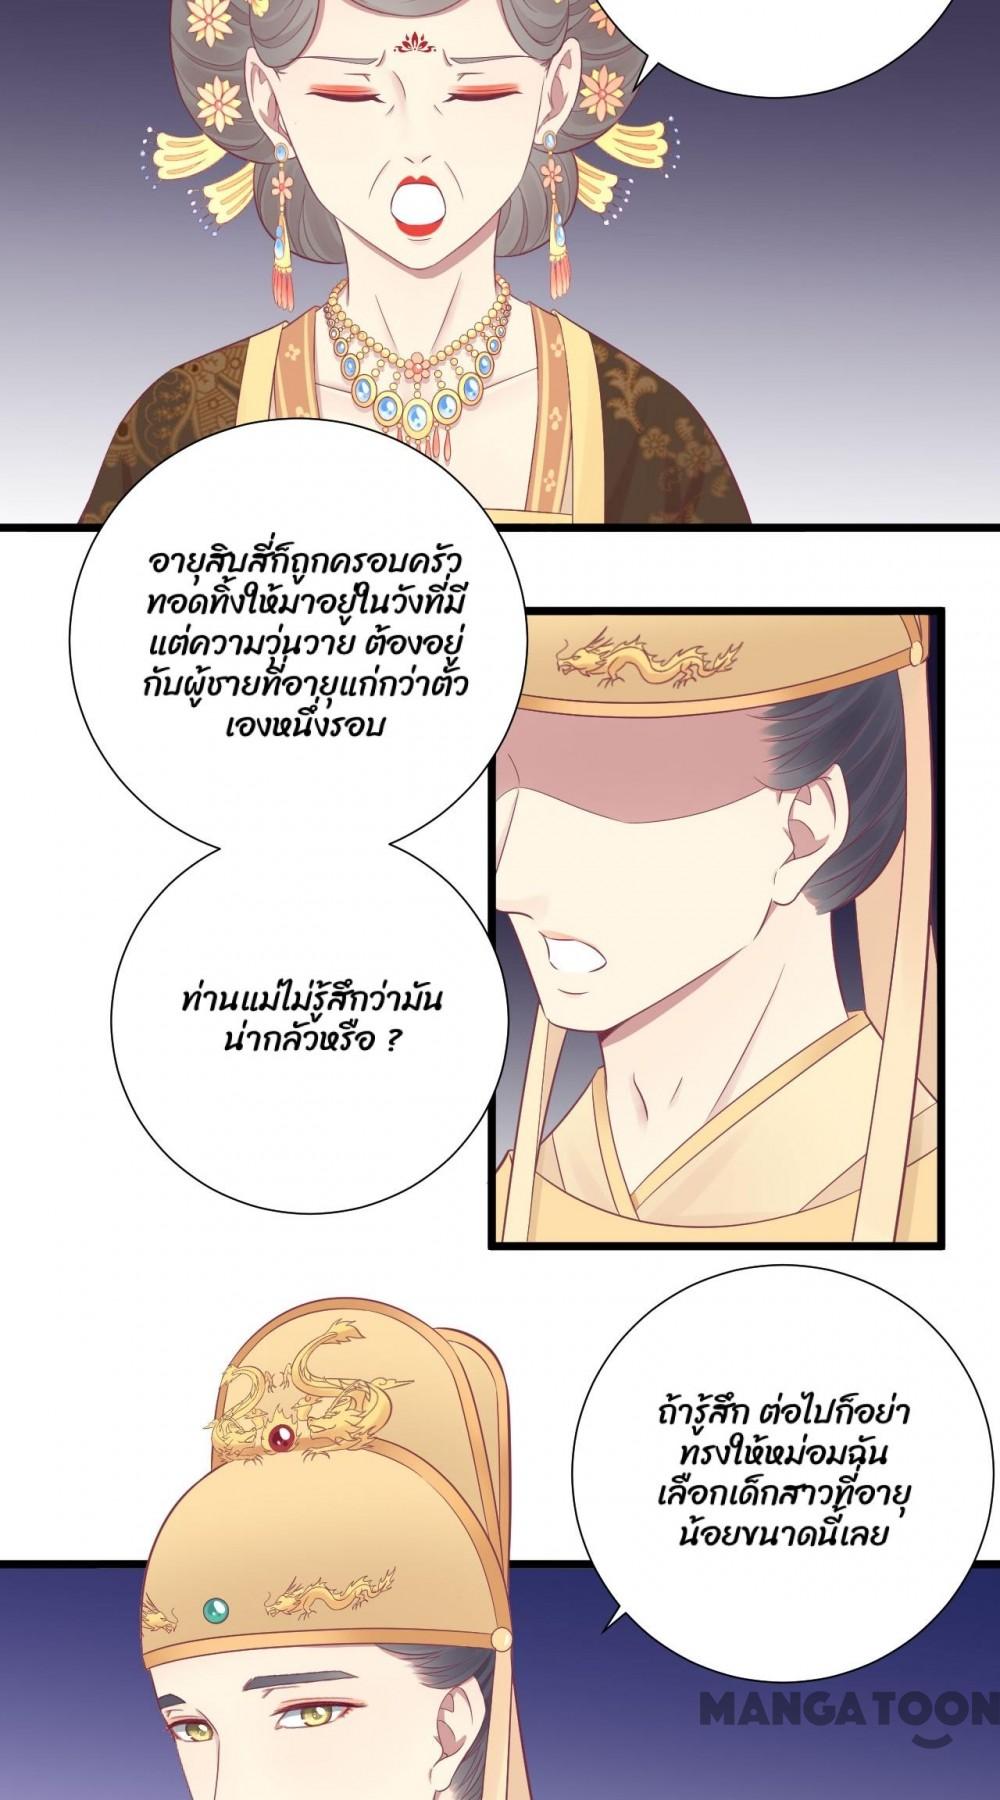 อายุสิบสี่ก็ถูกครอบครัว
ทอดทิ้งให้มาอยู่ในวังที่มี
แต่ความวุ่นวาย ต้องอยู่
กับผู้ชายที่อายุแก่กว่าตัว
เองหนึ่งรอบ
ท่านแม่ไม่รู้สึกว่ามัน
น่ากลัวหรือ ?
ถ้ารู้สึก ต่อไปก็อย่า
ทรงให้หม่อมฉัน
เลือกเด็กสาวที่อายุ
น้อยขนาดนี้เลย
MANGATOON